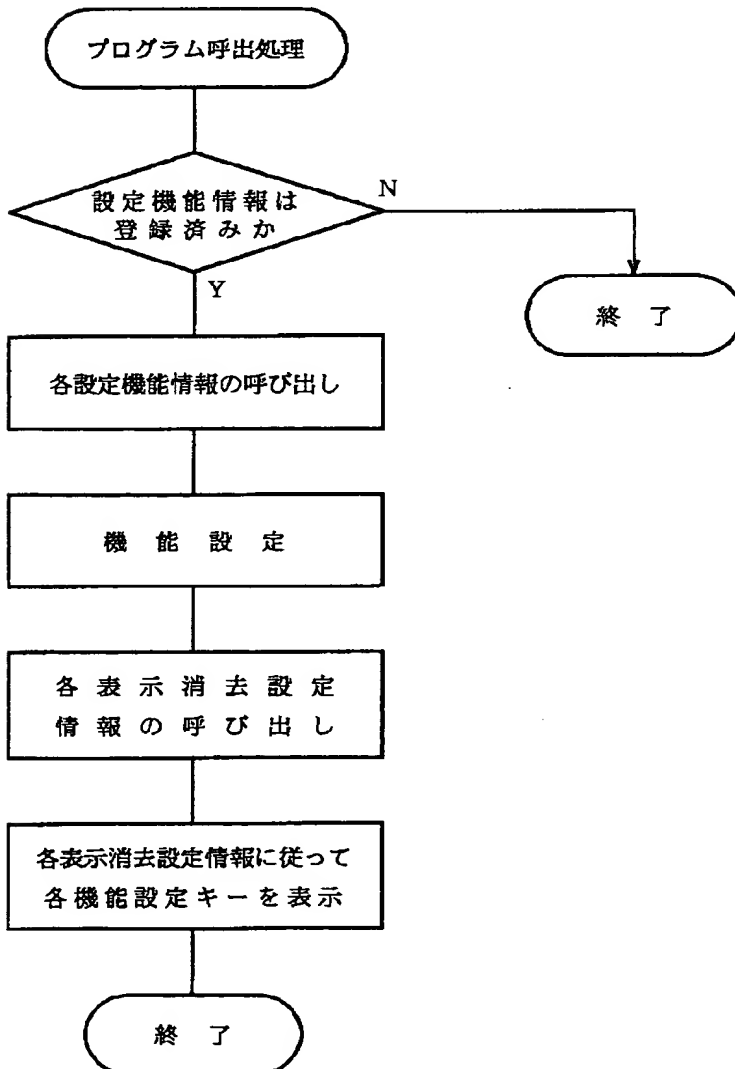 プログラム呼出処理
設定機能情報は
登録済みか
N
Y
終了
各設定機能情報の呼び出し
機能設定
各表示消去設定
情報の呼び出し
各表示消去設定情報に従って
各機能設定キーを表示
終了